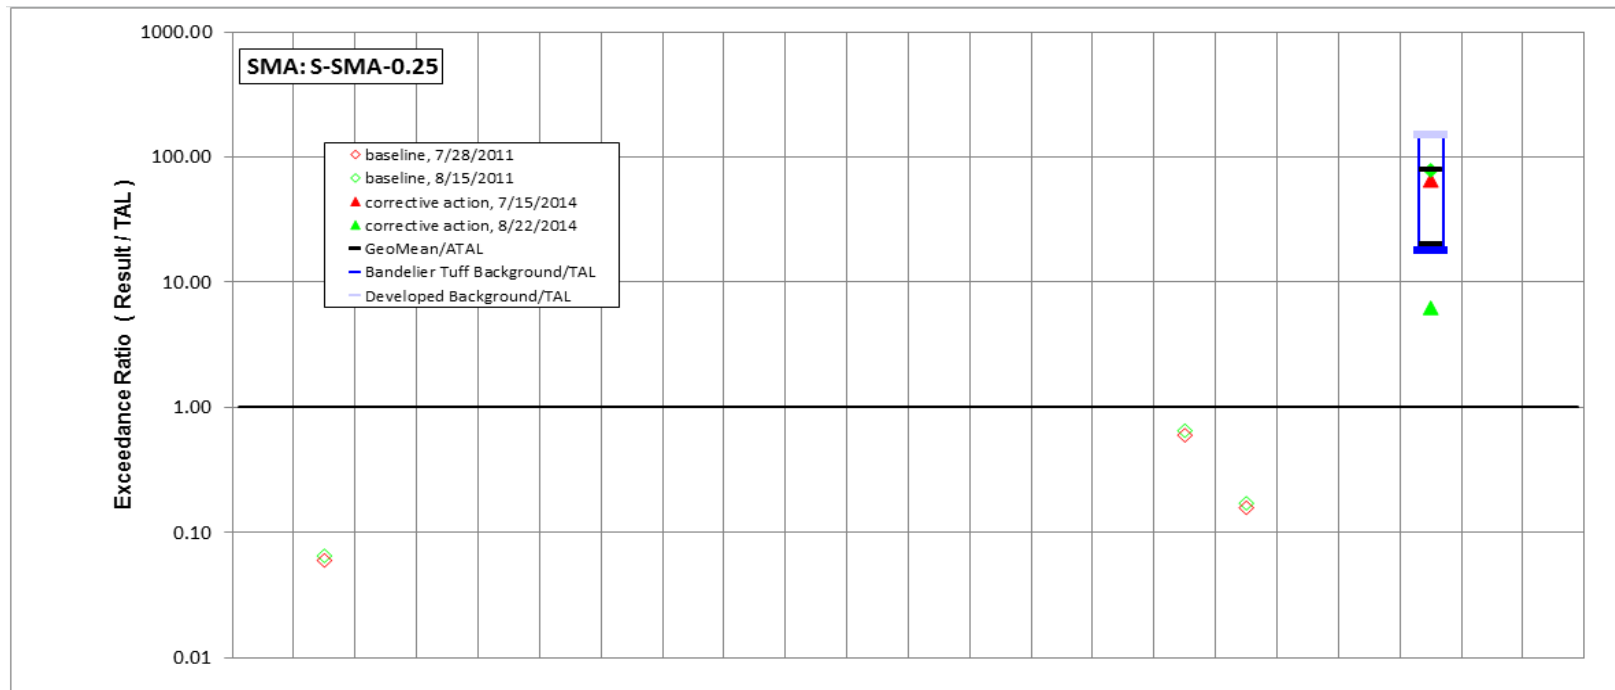 1000.00
SMA: S-SMA-0.25
baseline, 7/28/2011
baseline, 8/15/2011
corrective action, 7/15/2014
corrective action, 8/22/2014
GeoMean/ATAL
Bandelier Tuff Background/TAL
Developed Background/TAL
100.00
10.00
1.00
0.10
0.01
Exceedance Ratio ( Result / TAL )